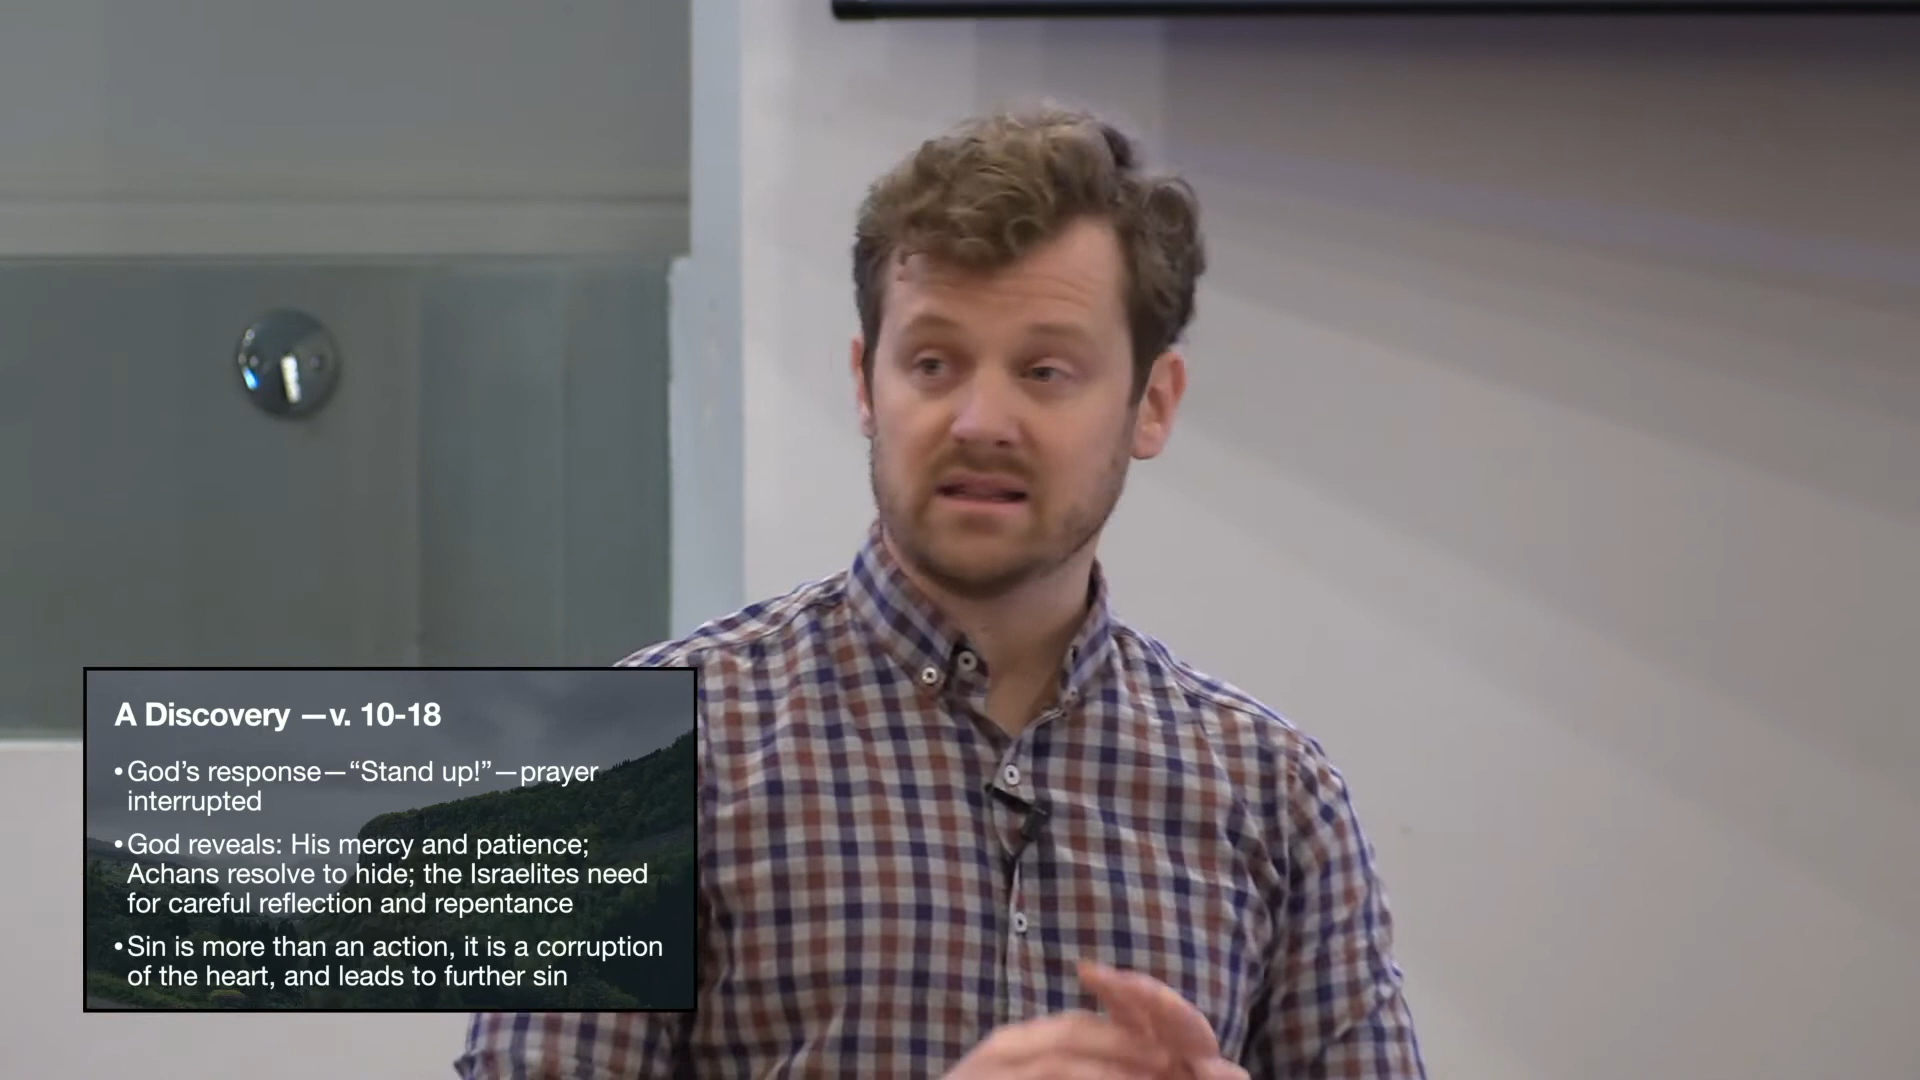 A Discovery —v. 10-18
•God’s response—“Stand up!”—prayer
interrupted
•God reveals: His mercy and patience;
Achans resolve to hide; the Israelites need
for careful reflection and repentance
•Sin is more than an action, it is a corruption
of the heart, and leads to further sin